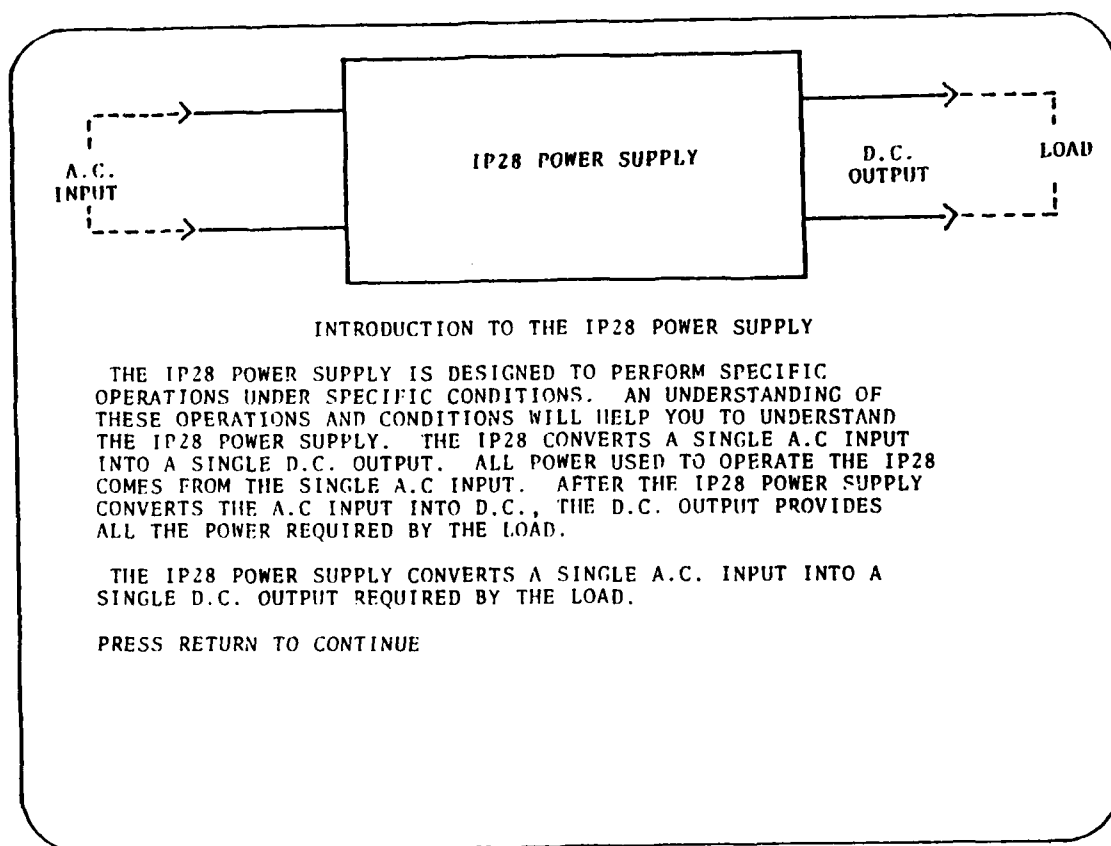 IP28 POWER SUPPLY
A.C.
INPUT
D.C.
OUTPUT
LOAD
INTRODUCTION TO THE IP28 POWER SUPPLY
THE IP28 POWER SUPPLY IS DESIGNED TO PERFORM SPECIFIC
OPERATIONS UNDER SPECIFIC CONDITIONS. AN UNDERSTANDING OF
THESE OPERATIONS AND CONDITIONS WILL HELP YOU TO UNDERSTAND
THE IP28 POWER SUPPLY. THE IP28 CONVERTS A SINGLE A.C INPUT
INTO A SINGLE D.C. OUTPUT. ALL POWER USED TO OPERATE THE IP28
COMES FROM THE SINGLE A.C INPUT. AFTER THE IP28 POWER SUPPLY
CONVERTS THE A.C INPUT INTO D.C., THE D.C. OUTPUT PROVIDES
ALL THE POWER REQUIRED BY THE LOAD.
THE IP28 POWER SUPPLY CONVERTS A SINGLE A.C. INPUT INTO A
SINGLE D.C. OUTPUT REQUIRED BY THE LOAD.
PRESS RETURN TO CONTINUE